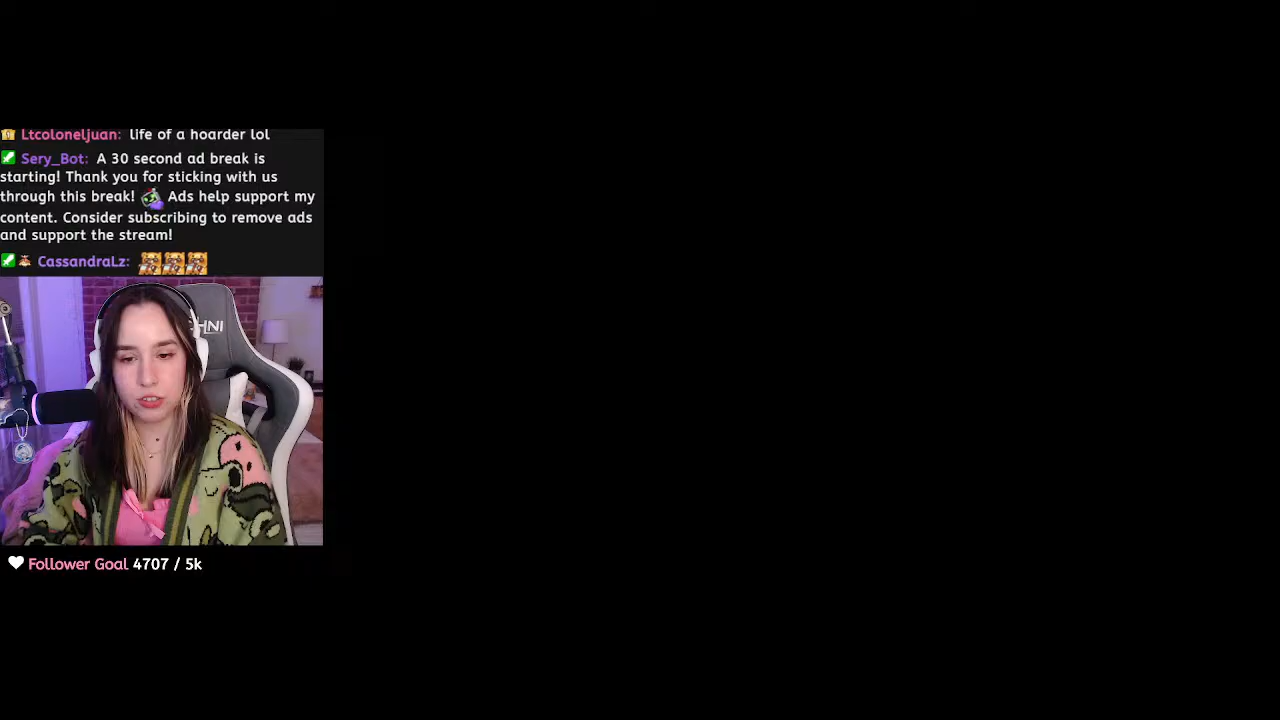 Ltcoloneljuan: life of a hoarder lol
Sery_Bot: A 30 second ad break is
starting! Thank you for sticking with us
through this break! Ads help support my
content. Consider subscribing to remove ads
and support the stream!
CassandraLz:
HNI
Follower Goal 4707 / 5k